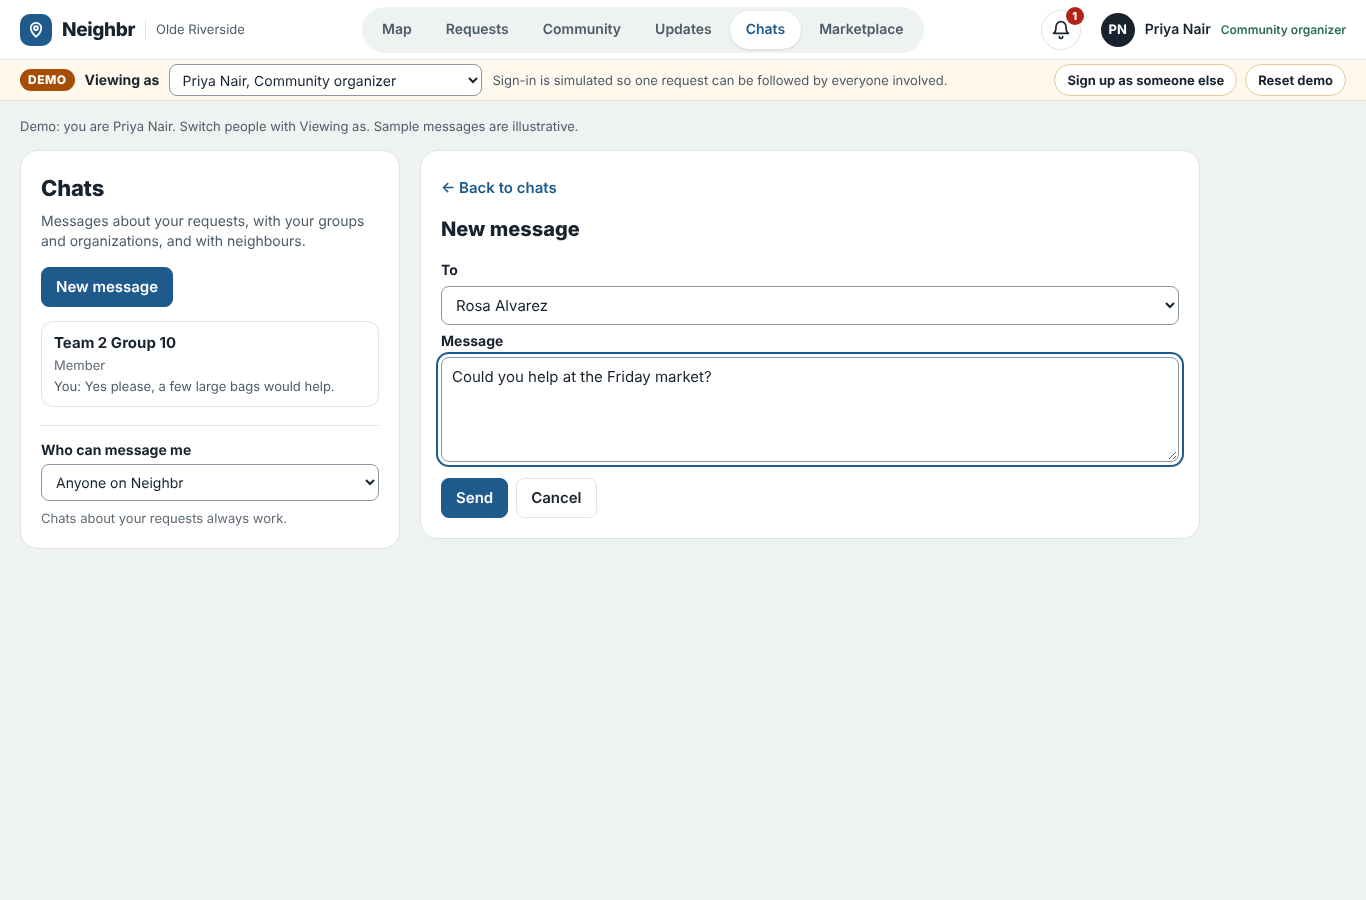 Neighbr
Olde Riverside
Map
Requests
Community
Updates
Chats
Marketplace
1
PN
Priya Nair
Community organizer
DEMO
Viewing as
Priya Nair, Community organizer
Sign-in is simulated so one request can be followed by everyone involved.
Sign up as someone else
Reset demo
Demo: you are Priya Nair. Switch people with Viewing as. Sample messages are illustrative.
Chats
Messages about your requests, with your groups
and organizations, and with neighbours.
New message
Team 2 Group 10
Member
You: Yes please, a few large bags would help.
Who can message me
Anyone on Neighbr
Chats about your requests always work.
← Back to chats
New message
To
Rosa Alvarez
Message
Could you help at the Friday market?
Send
Cancel